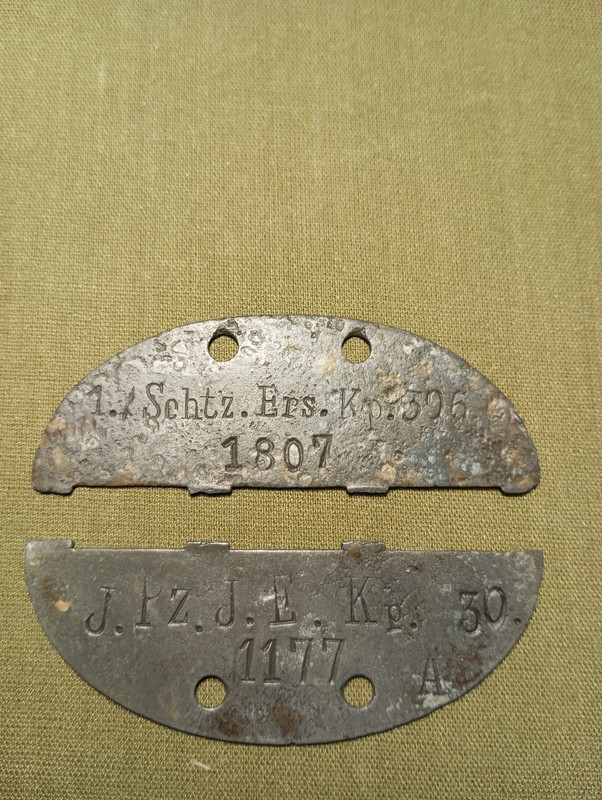 1./Schtz. Ers. Kp. 396
1807
J. Pz. J. E. Kp. 30.
1177
A